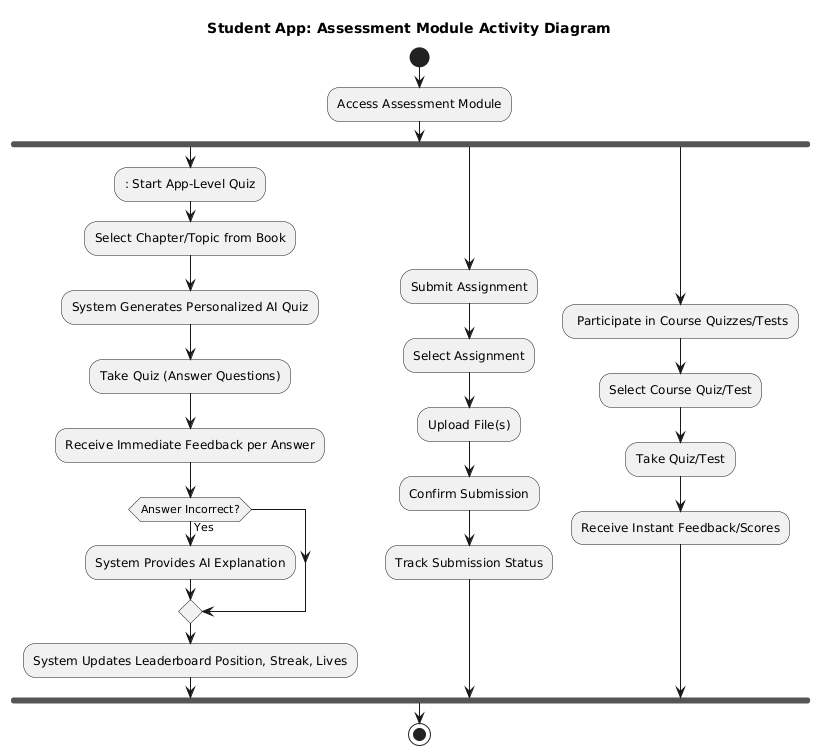 Student App: Assessment Module Activity Diagram
Access Assessment Module
: Start App-Level Quiz
Select Chapter/Topic from Book
System Generates Personalized AI Quiz
Take Quiz (Answer Questions)
Receive Immediate Feedback per Answer
Answer Incorrect?
Yes
System Provides AI Explanation
System Updates Leaderboard Position, Streak, Lives
Submit Assignment
Select Assignment
Upload File(s)
Confirm Submission
Track Submission Status
Participate in Course Quizzes/Tests
Select Course Quiz/Test
Take Quiz/Test
Receive Instant Feedback/Scores